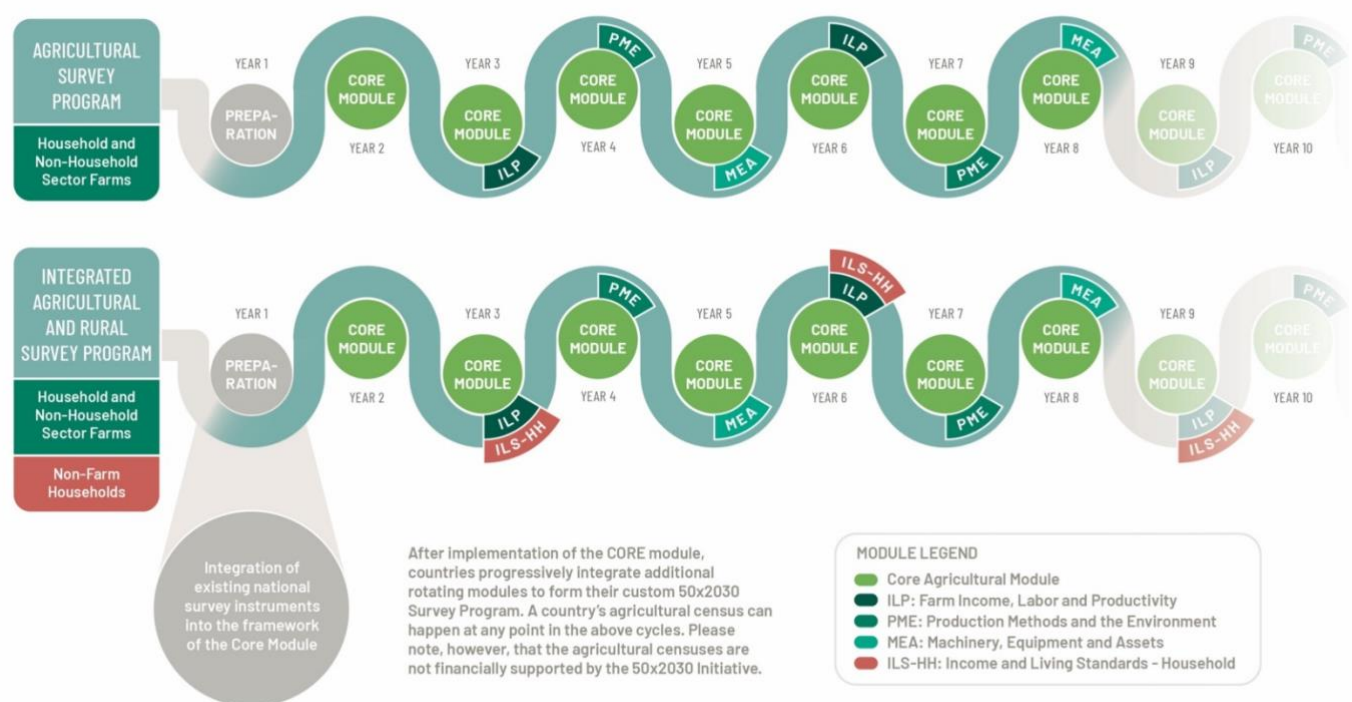 AGRICULTURAL
SURVEY
PROGRAM
Household and
Non-Household
Sector Farms
YEAR 1
PREPA-
RATION
CORE
MODULE
YEAR 2
YEAR 3
CORE
MODULE
ILP
PME
CORE
MODULE
YEAR 4
YEAR 5
CORE
MODULE
MEA
ILP
CORE
MODULE
YEAR 6
YEAR 7
CORE
MODULE
PME
MEA
CORE
MODULE
YEAR 8
YEAR 9
CORE
MODULE
ILP
PME
CORE
MODULE
YEAR 10
INTEGRATED
AGRICULTURAL
AND RURAL
SURVEY PROGRAM
Household and
Non-Household
Sector Farms
Non-Farm
Households
YEAR 1
PREPA-
RATION
CORE
MODULE
YEAR 2
YEAR 3
CORE
MODULE
ILP
ILS-HH
PME
CORE
MODULE
YEAR 4
YEAR 5
CORE
MODULE
MEA
ILS-HH
ILP
CORE
MODULE
YEAR 6
YEAR 7
CORE
MODULE
PME
MEA
CORE
MODULE
YEAR 8
YEAR 9
CORE
MODULE
ILP
ILS-HH
PME
CORE
MODULE
YEAR 10
Integration of
existing national
survey instruments
into the framework
of the Core Module
After implementation of the CORE module,
countries progressively integrate additional
rotating modules to form their custom 50x2030
Survey Program. A country's agricultural census can
happen at any point in the above cycles. Please
note, however, that the agricultural censuses are
not financially supported by the 50x2030 Initiative.
MODULE LEGEND
Core Agricultural Module
ILP: Farm Income, Labor and Productivity
PME: Production Methods and the Environment
MEA: Machinery, Equipment and Assets
ILS-HH: Income and Living Standards - Household